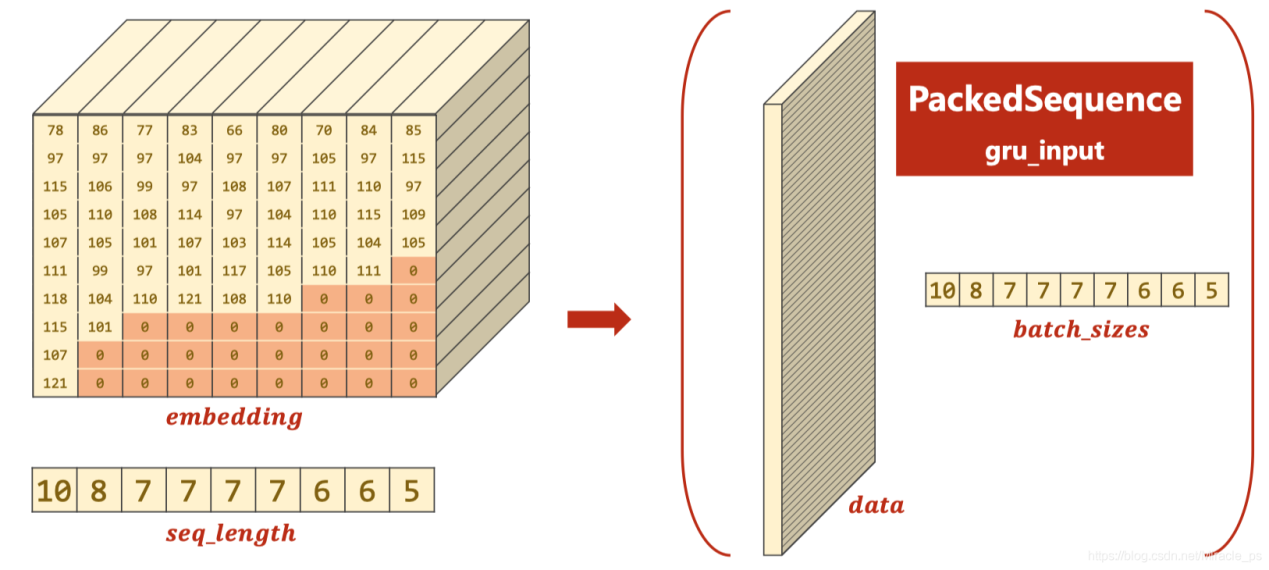 78 86 77 83 66 80 70 84 85
97 97 97 104 97 97 105 97 115
115 106 99 97 108 107 111 110 97
105 110 108 114 97 104 110 115 109
107 105 101 107 103 114 105 104 105
111 99 97 101 117 105 110 111 0
118 104 110 121 108 110 0 0 0
115 101 0 0 0 0 0 0 0
107 0 0 0 0 0 0 0 0
121 0 0 0 0 0 0 0 0
embedding
10 8 7 7 7 7 6 6 5
seq_length
PackedSequence
gru_input
10 8 7 7 7 7 6 6 5
batch_sizes
data